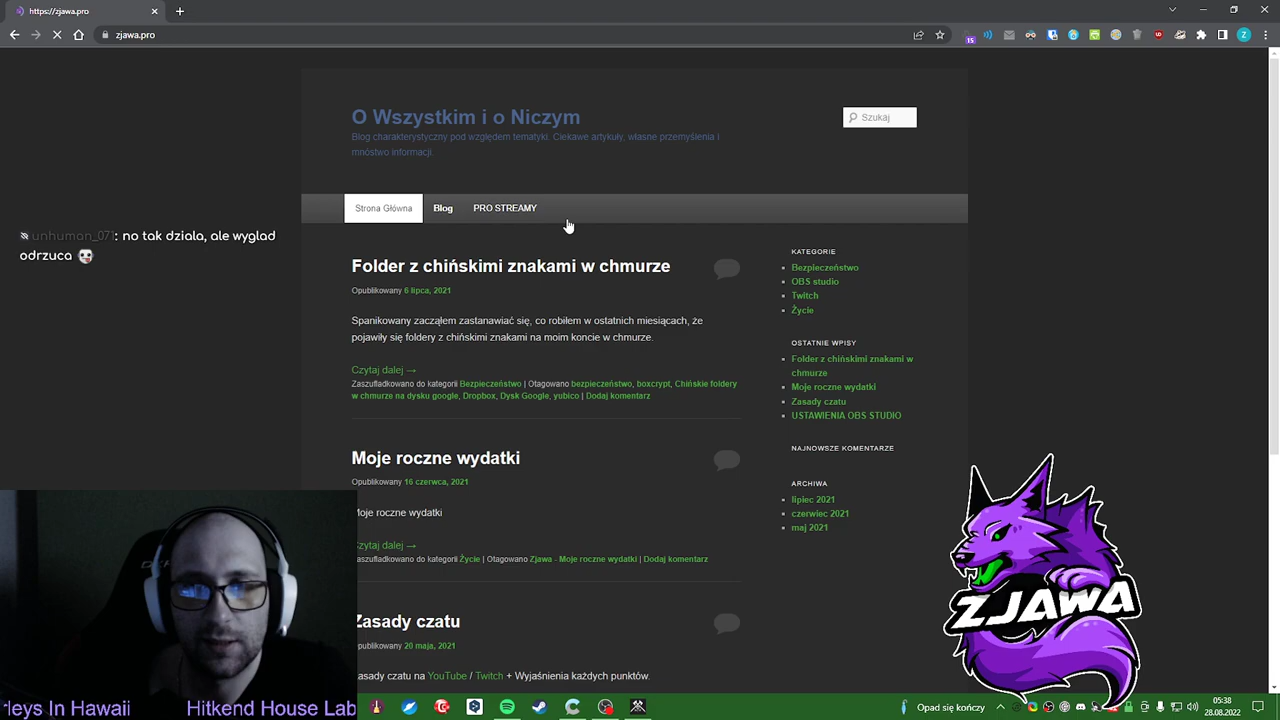 https://zjawa.pro
zjawa.pro
15
Z
O Wszystkim i o Niczym
Blog charakterystyczny pod względem tematyki. Ciekawe artykuły, własne przemyślenia I
mnóstwo informacji.
Szukaj
Strona Główna Blog PRO STREAMY
unhuman_071: no tak dziala, ale wyglad
odrzuca
Folder z chińskimi znakami w chmurze
Opublikowany 6 lipca, 2021
Spanikowany zacząłem zastanawiać się, co robiłem w ostatnich miesiącach, że
pojawiły się foldery z chińskimi znakami na moim koncie w chmurze.
Czytaj dalej →
Zaszufladkowano do kategorii Bezpieczeństwo | Otagowano bezpieczeństwo, boxcrypt, Chińskie foldery
w chmurze na dysku google, Dropbox, Dysk Google, yubico | Dodaj komentarz
Moje roczne wydatki
Opublikowany 16 czerwca, 2021
Moje roczne wydatki
Czytaj dalej →
aszufladkowano do kategorii Życie | Otagowano Zjawa - Moje roczne wydatki | Dodaj komentarz
Zasady czatu
publikowany 20 maja, 2021
asady czatu na YouTube / Twitch + Wyjaśnienia każdych punktów.
KATEGORIE
Bezpieczeństwo
OBS studio
Twitch
Życie
OSTATNIE WPISY
Folder z chińskimi znakami w
chmurze
Moje roczne wydatki
Zasady czatu
USTAWIENIA OBS STUDIO
NAJNOWSZE KOMENTARZE
ARCHIWA
lipiec 2021
czerwiec 2021
maj 2021
ZJAWA
leys In Hawaii Hitkend House Lab
Opad się kończy
05:38
28.08.2022